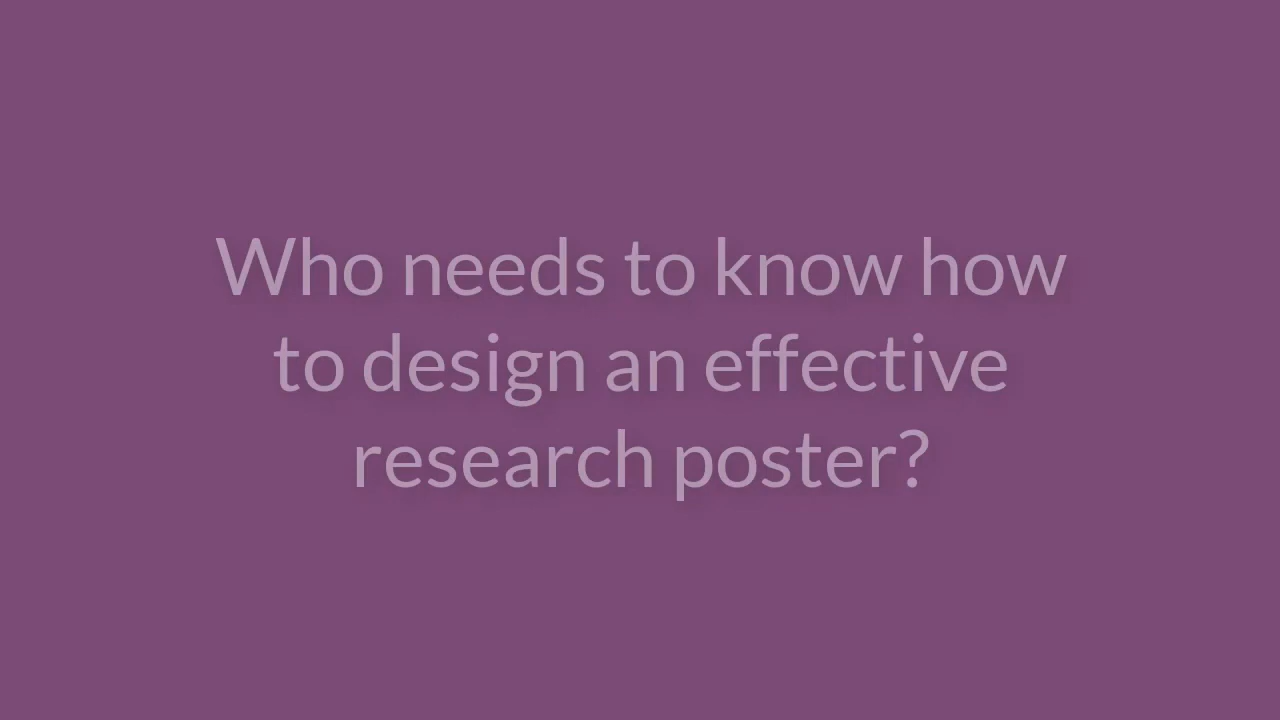 Who needs to know how
to design an effective
research poster?